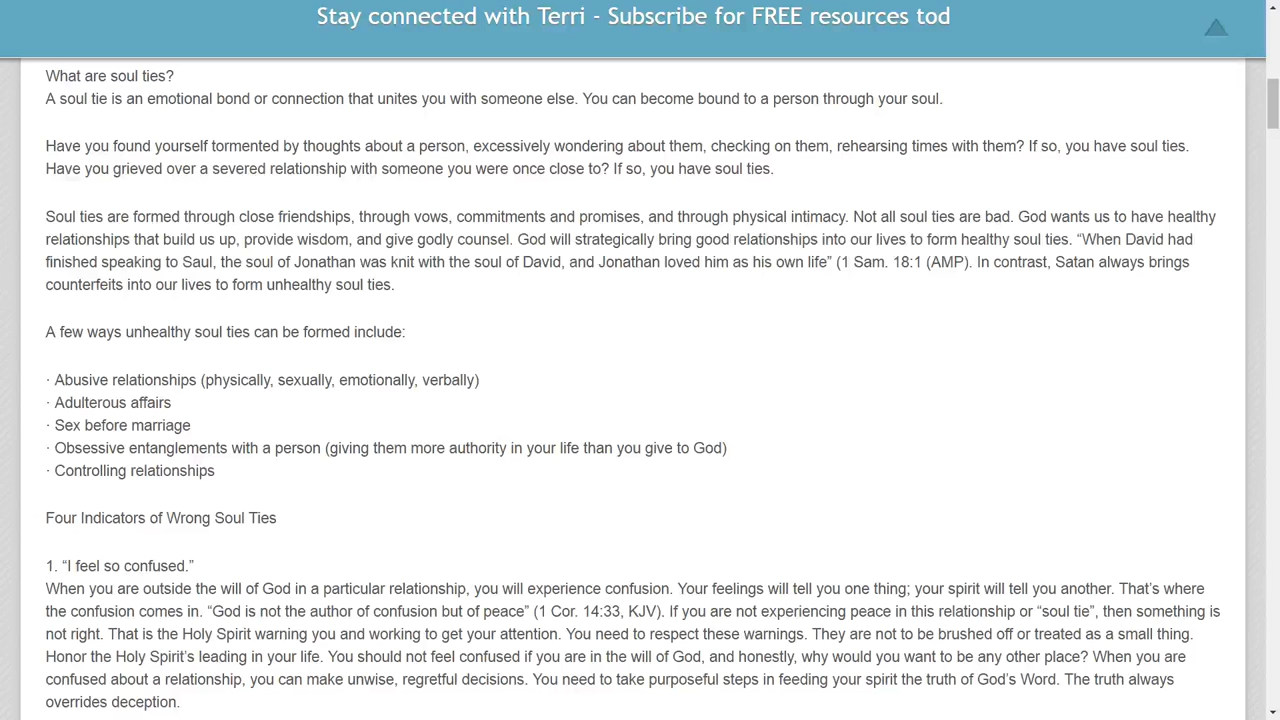 Stay connected with Terri - Subscribe for FREE resources tod
What are soul ties?
A soul tie is an emotional bond or connection that unites you with someone else. You can become bound to a person through your soul.
Have you found yourself tormented by thoughts about a person, excessively wondering about them, checking on them, rehearsing times with them? If so, you have soul ties.
Have you grieved over a severed relationship with someone you were once close to? If so, you have soul ties.
Soul ties are formed through close friendships, through vows, commitments and promises, and through physical intimacy. Not all soul ties are bad. God wants us to have healthy
relationships that build us up, provide wisdom, and give godly counsel. God will strategically bring good relationships into our lives to form healthy soul ties. “When David had
finished speaking to Saul, the soul of Jonathan was knit with the soul of David, and Jonathan loved him as his own life” (1 Sam. 18:1 (AMP). In contrast, Satan always brings
counterfeits into our lives to form unhealthy soul ties.
A few ways unhealthy soul ties can be formed include:
· Abusive relationships (physically, sexually, emotionally, verbally)
· Adulterous affairs
· Sex before marriage
· Obsessive entanglements with a person (giving them more authority in your life than you give to God)
· Controlling relationships
Four Indicators of Wrong Soul Ties
1. “I feel so confused.”
When you are outside the will of God in a particular relationship, you will experience confusion. Your feelings will tell you one thing; your spirit will tell you another. That’s where
the confusion comes in. “God is not the author of confusion but of peace” (1 Cor. 14:33, KJV). If you are not experiencing peace in this relationship or “soul tie”, then something is
not right. That is the Holy Spirit warning you and working to get your attention. You need to respect these warnings. They are not to be brushed off or treated as a small thing.
Honor the Holy Spirit’s leading in your life. You should not feel confused if you are in the will of God, and honestly, why would you want to be any other place? When you are
confused about a relationship, you can make unwise, regretful decisions. You need to take purposeful steps in feeding your spirit the truth of God’s Word. The truth always
overrides deception.